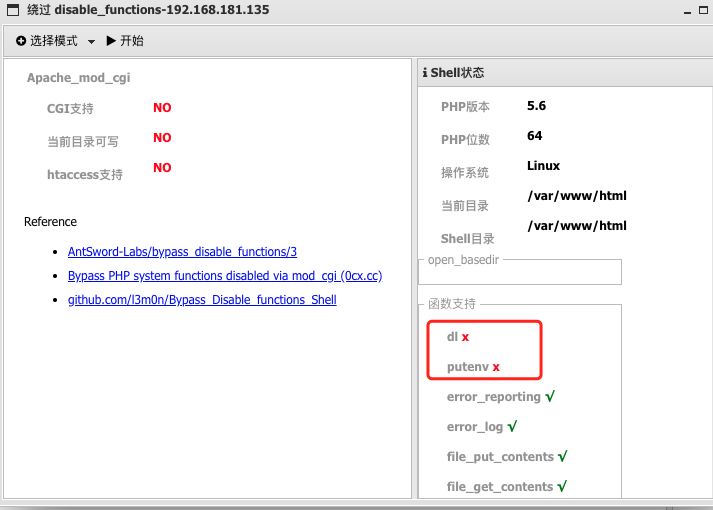 绕过 disable_functions-192.168.181.135
选择模式 开始
Apache_mod_cgi
CGI支持 NO
当前目录可写 NO
htaccess支持 NO
Reference
AntSword-Labs/bypass_disable_functions/3
Bypass PHP system functions disabled via mod_cgi (0cx.cc)
github.com/l3m0n/Bypass_Disable_functions_Shell
Shell状态
PHP版本 5.6
PHP位数 64
操作系统 Linux
当前目录 /var/www/html
Shell目录 /var/www/html
open_basedir
函数支持
dl x
putenv x
error_reporting √
error_log √
file_put_contents √
file_get_contents √